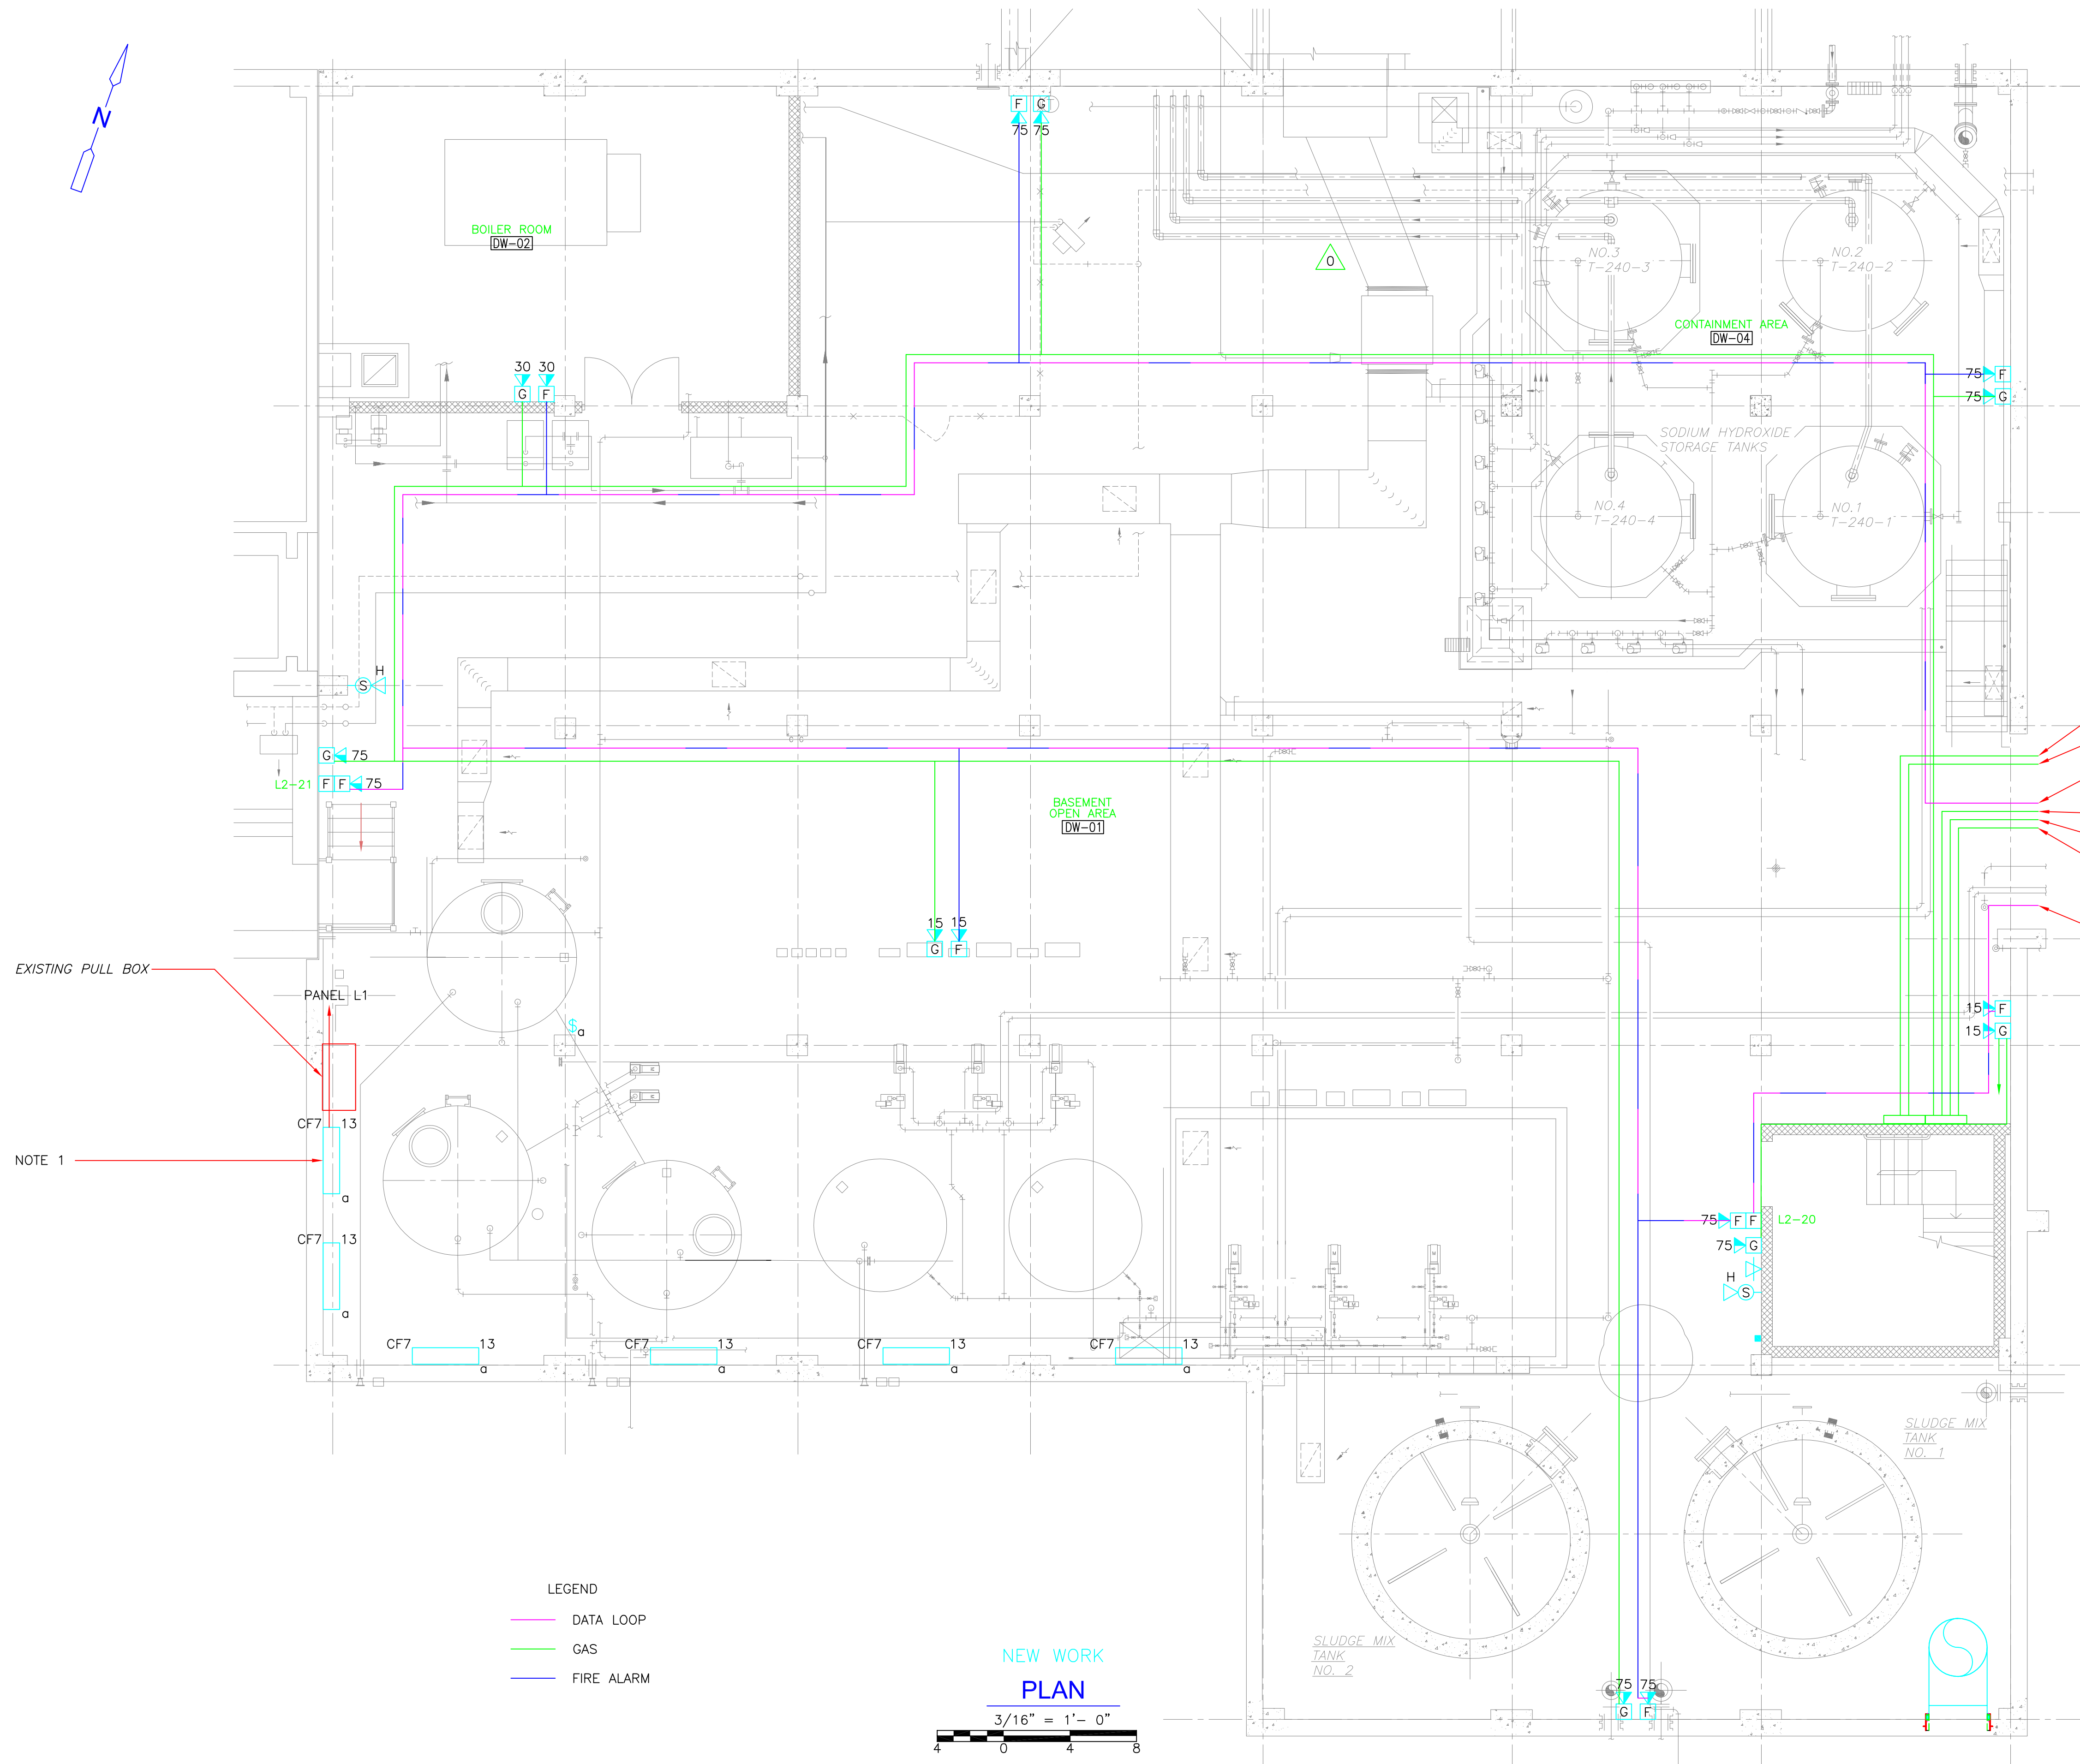 N
F G
75 75
BOILER ROOM
DW-02
0
NO.3
T-240-3
NO.2
T-240-2
CONTAINMENT AREA
DW-04
30 30
G F
75 F
75 G
SODIUM HYDROXIDE
STORAGE TANKS
NO.4
T-240-4
NO.1
T-240-1
H
S
G 75
L2-21 F F 75
BASEMENT
OPEN AREA
DW-01
15 15
G F
EXISTING PULL BOX
PANEL L1
15 F
15 G
$a
CF7 13
NOTE 1
a
75 F F L2-20
75 G
CF7 13
H
S
a
CF7 13
a
CF7 13
a
CF7 13
a
CF7 13
a
M M M
SLUDGE MIX
TANK
NO. 1
LEGEND
DATA LOOP
GAS
FIRE ALARM
SLUDGE MIX
TANK
NO. 2
NEW WORK
PLAN
3/16" = 1'- 0"
4 0 4 8
75 75
G F